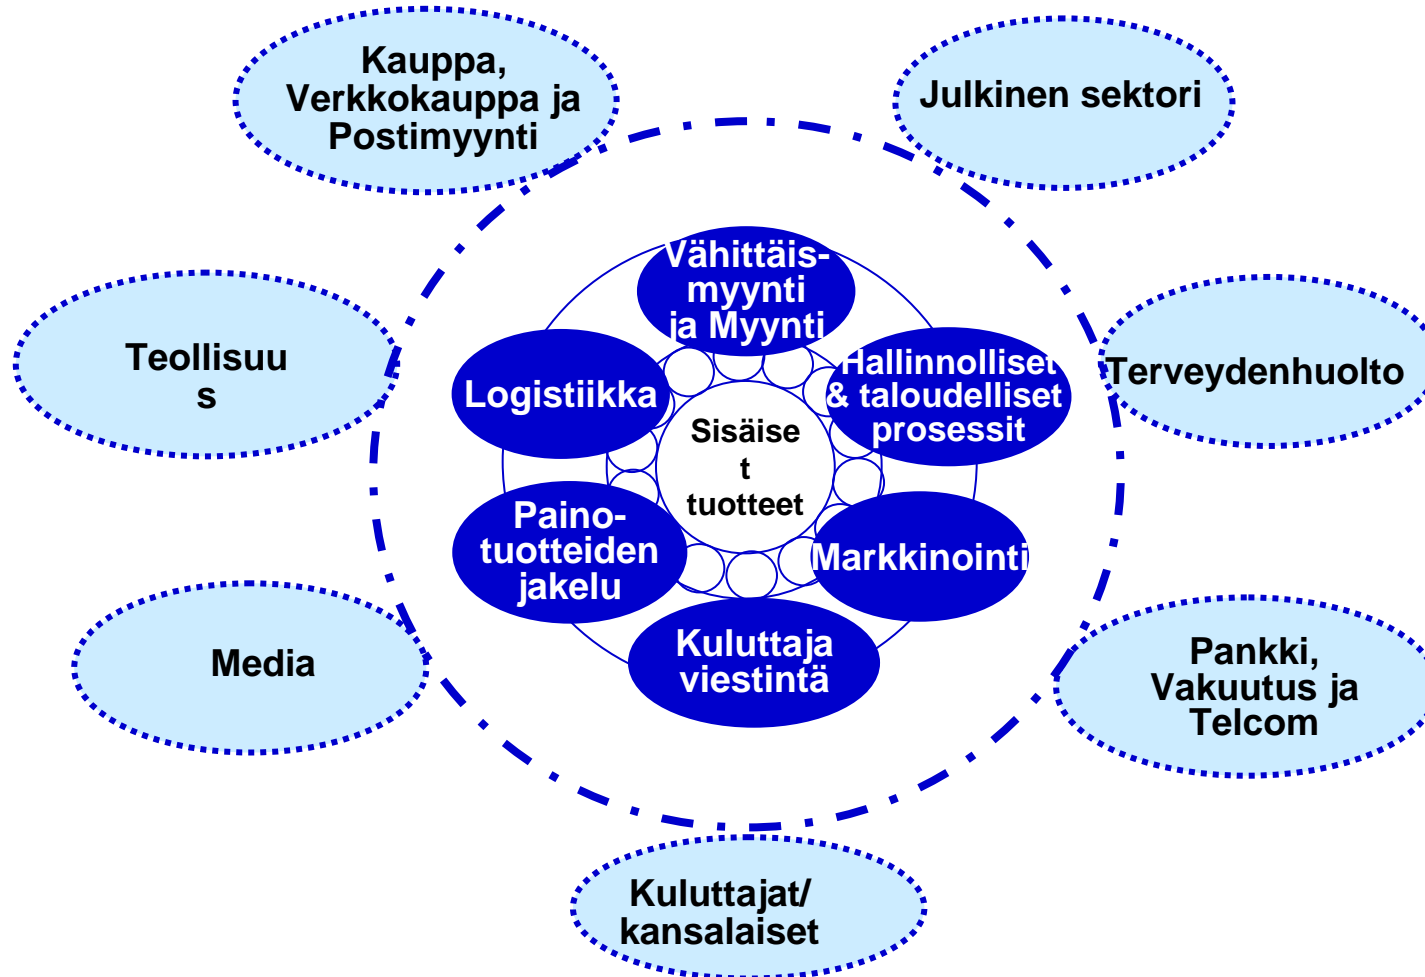 Kauppa,
Verkkokauppa ja
Postimyynti
Julkinen sektori
Vähittäis-
myynti
ja Myynti
Teollisuu
s
Logistiikka
Hallinnolliset
& taloudelliset
prosessit
Terveydenhuolto
Sisäise
t
tuotteet
Paino-
tuotteiden
jakelu
Markkinointi
Media
Kuluttaja
viestintä
Pankki,
Vakuutus ja
Telcom
Kuluttajat/
kansalaiset